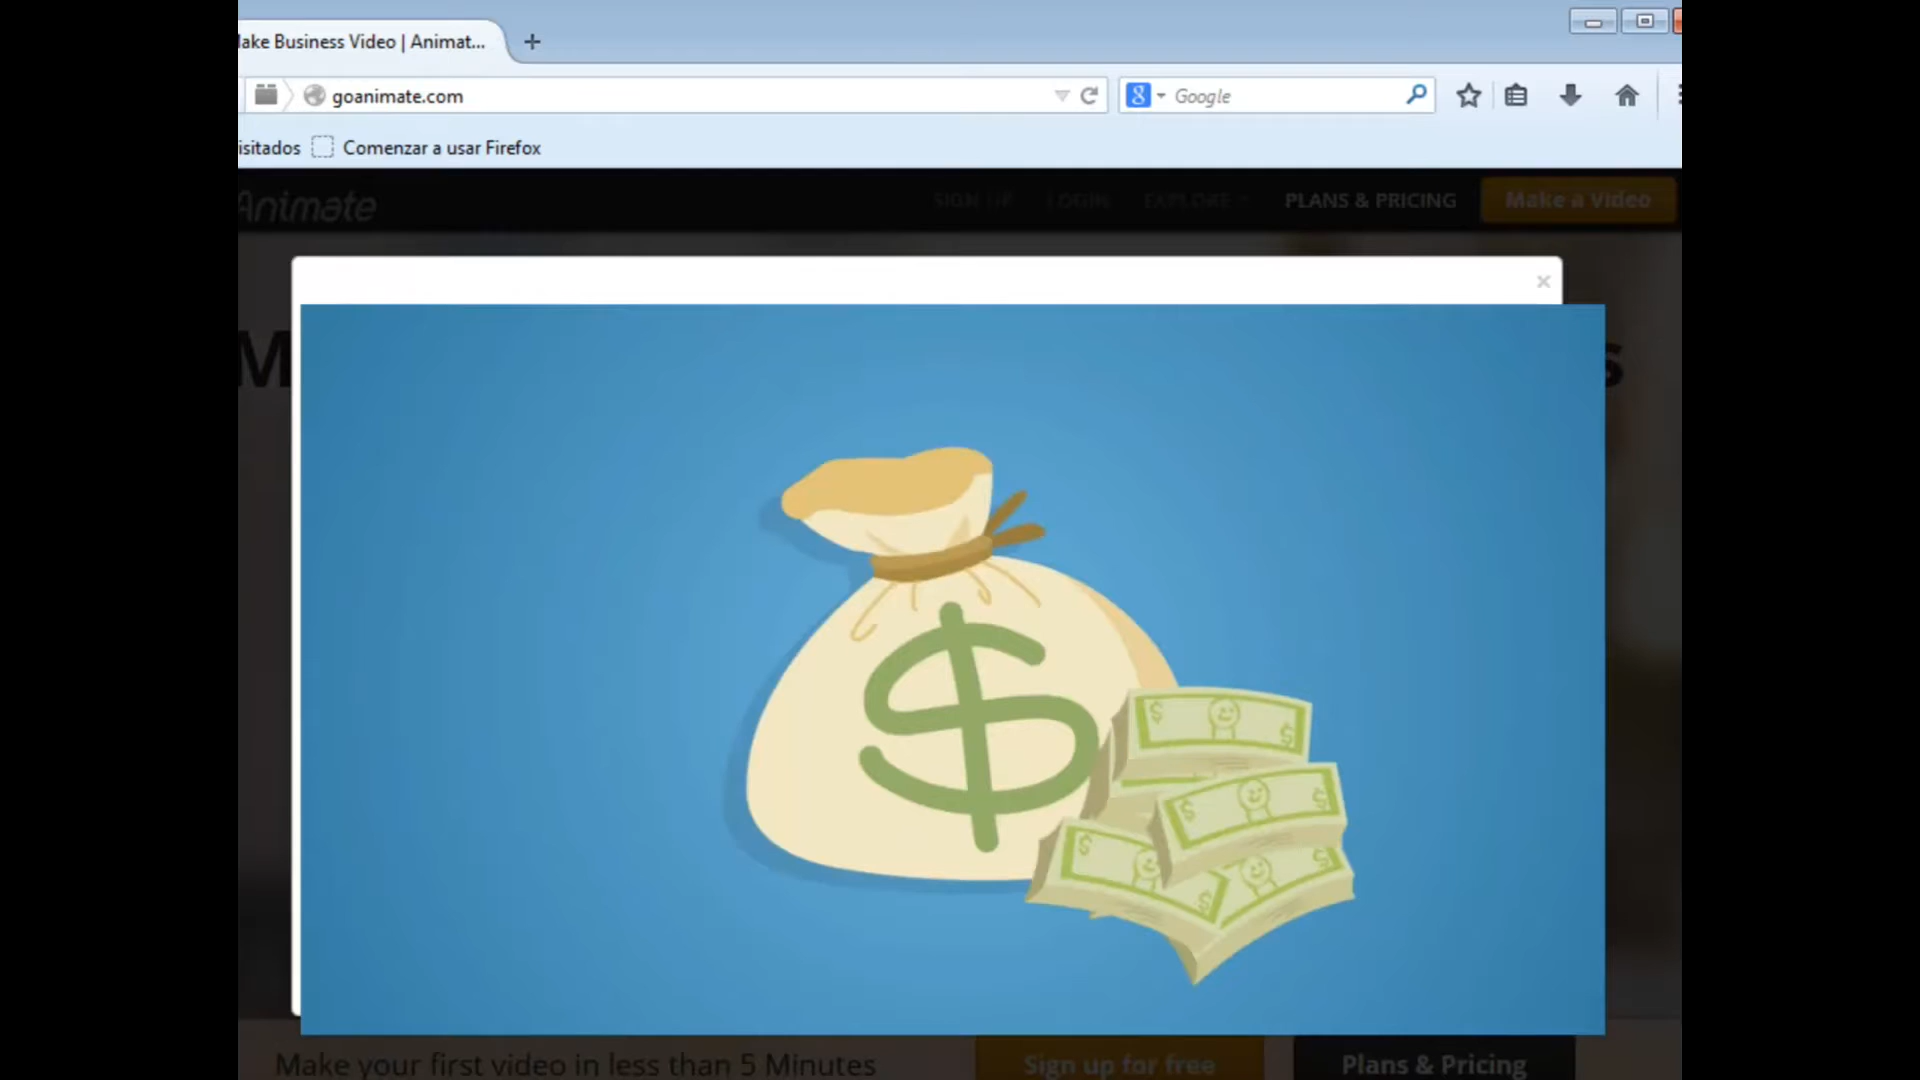 ake Business Video | Animat...
goanimate.com
Google
isitados
Comenzar a usar Firefox
Animate
SIGN UP
LOGIN
EXPLORE
PLANS & PRICING
Make a Video
M
s
$
Make your first video in less than 5 Minutes
Sign up for free
Plans & Pricing